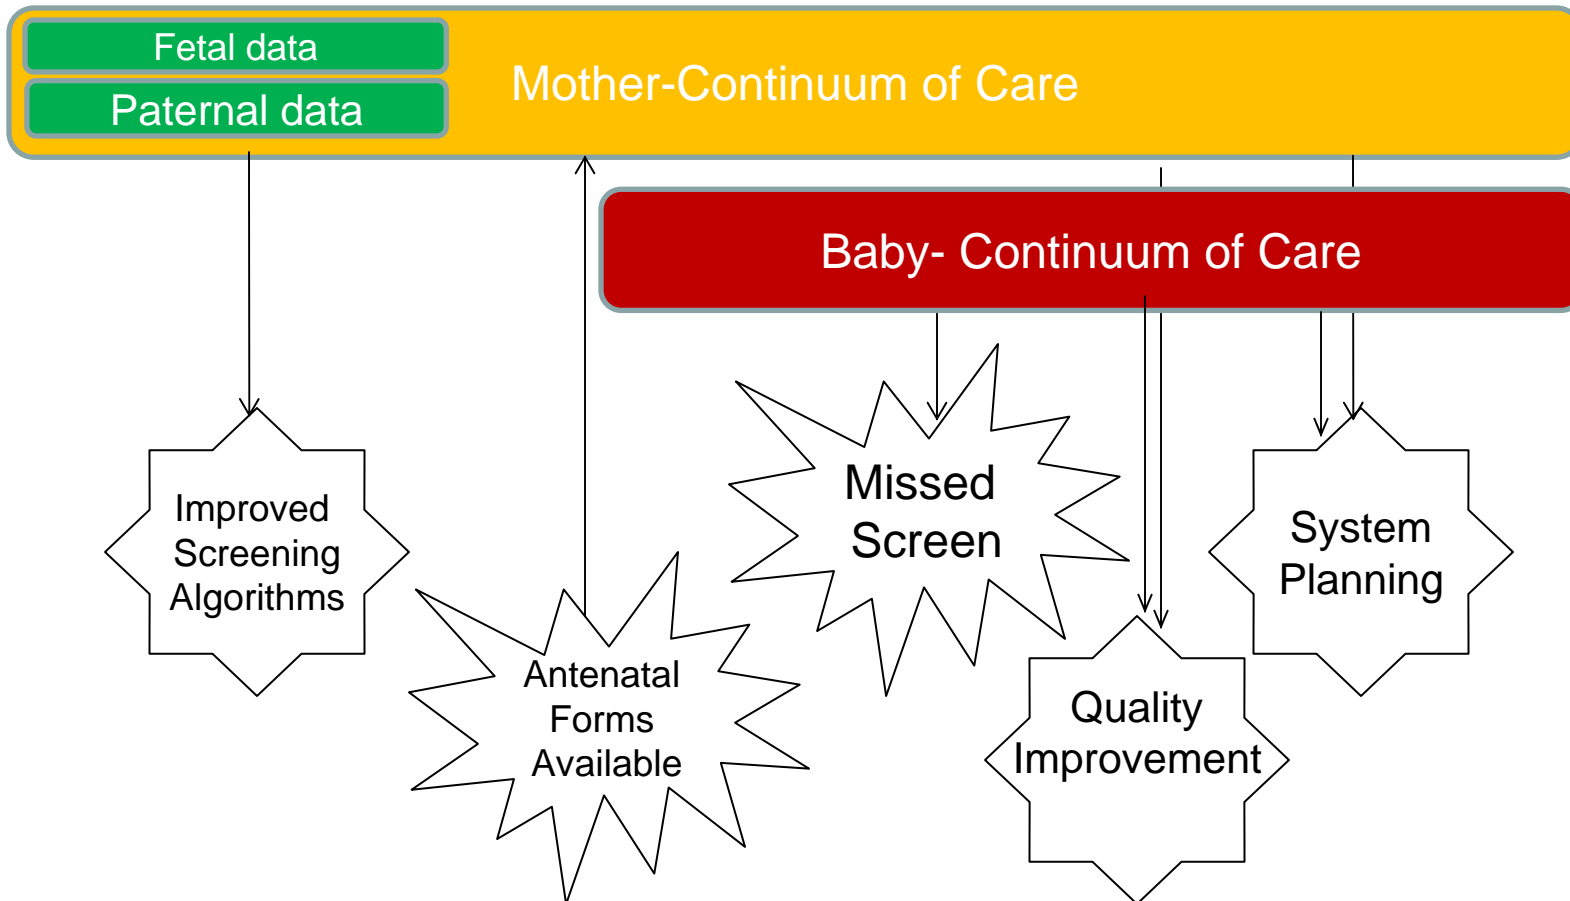 Fetal data
Paternal data
Mother-Continuum of Care
Baby- Continuum of Care
Improved
Screening
Algorithms
Antenatal
Forms
Available
Missed
Screen
Quality
Improvement
System
Planning